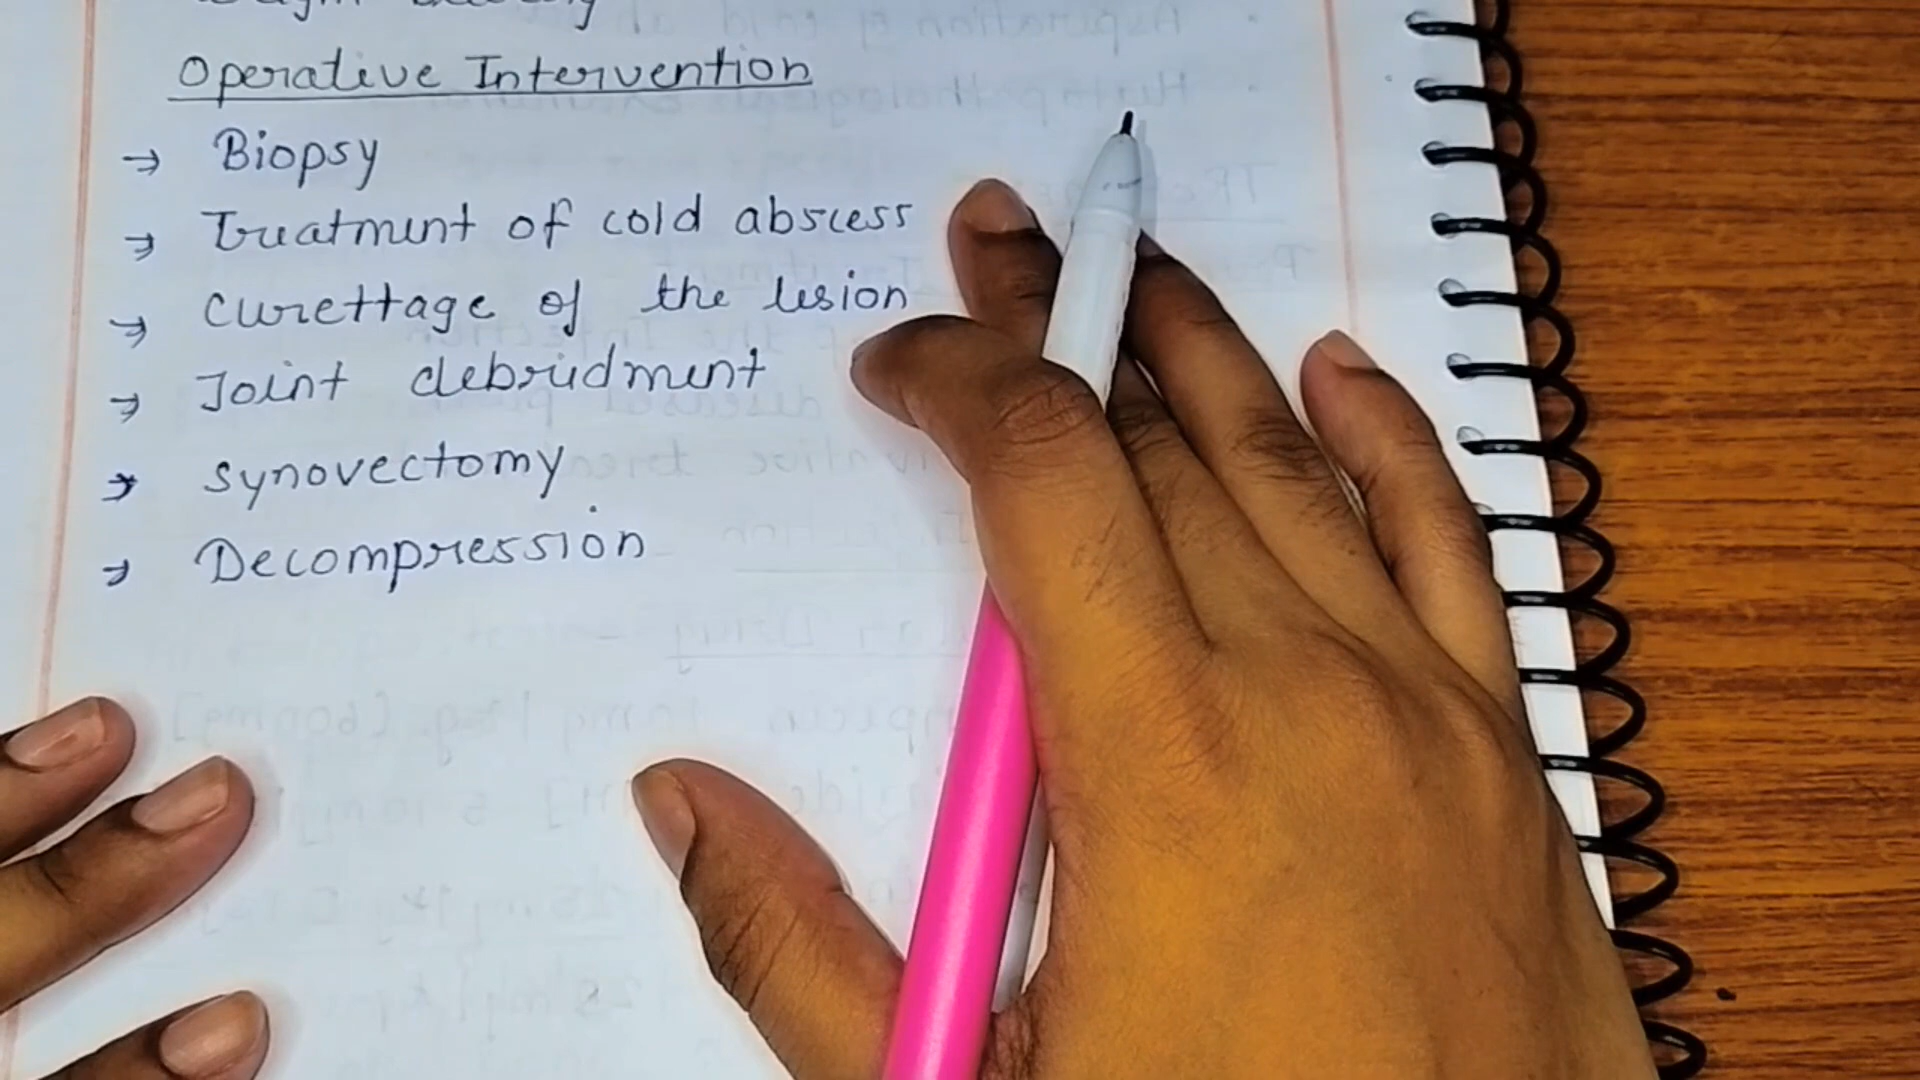 Operative Intervention
→ Biopsy
→ Treatment of cold abscess
→ Curettage of the lesion
→ Joint debridment
→ Synovectomy
→ Decompression